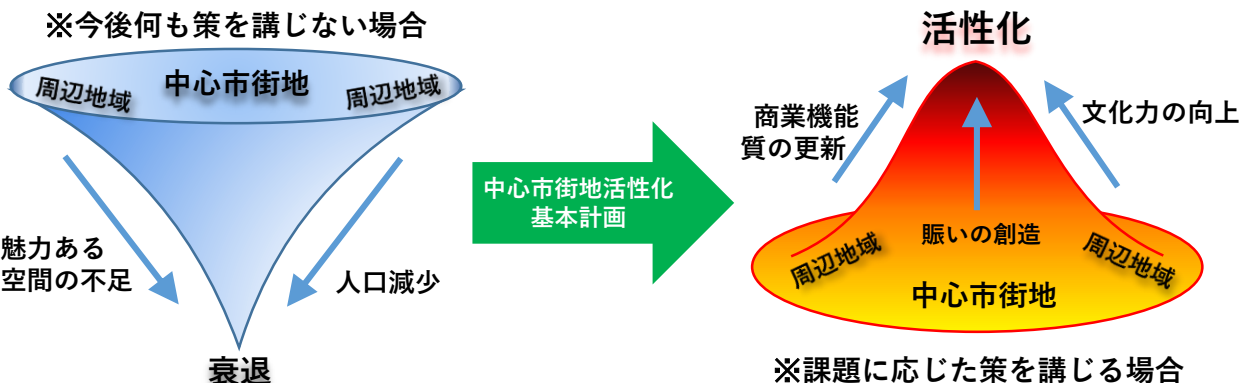 ※今後何も策を講じない場合
中心市街地
周辺地域
周辺地域
魅力ある
空間の不足
人口減少
衰退
中心市街地活性化
基本計画
活性化
商業機能
質の更新
文化力の向上
賑いの創造
周辺地域
周辺地域
中心市街地
※課題に応じた策を講じる場合